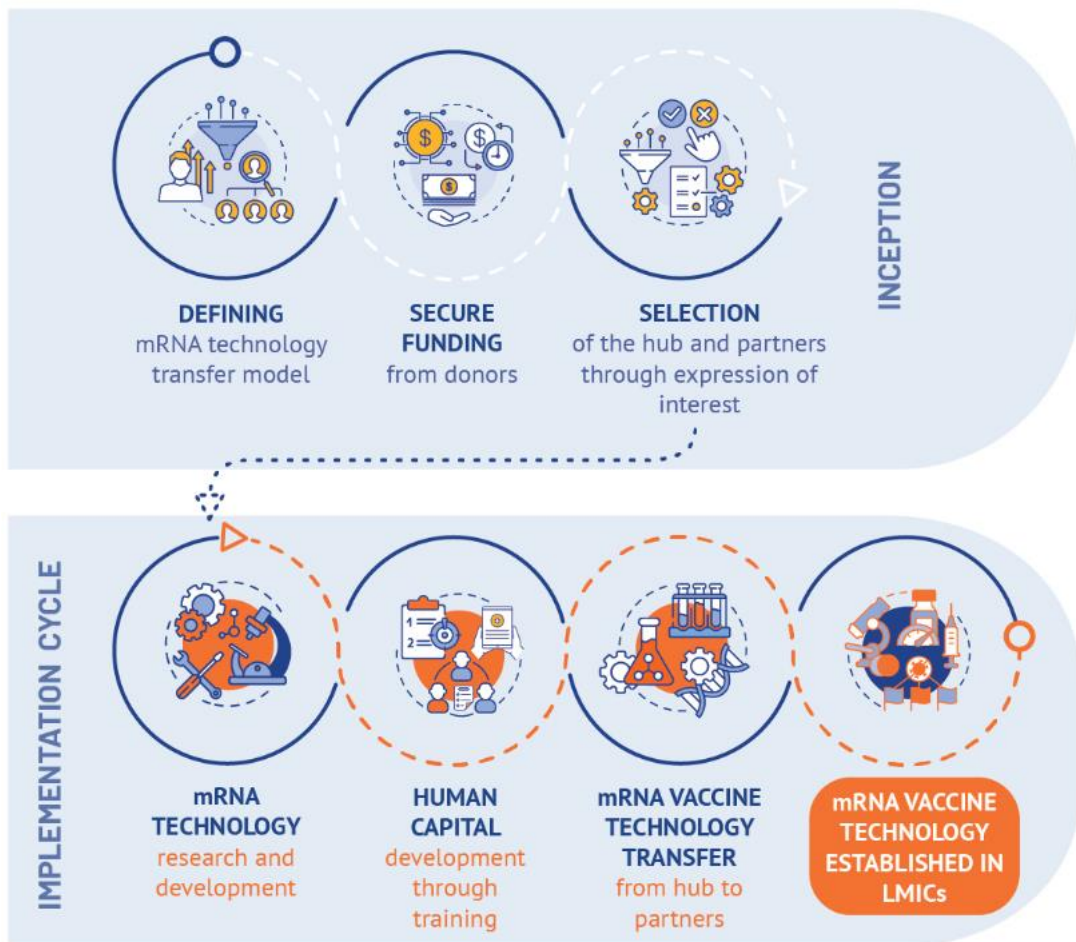 DEFINING
mRNA technology
transfer model
SECURE
FUNDING
from donors
SELECTION
of the hub and partners
through expression of
interest
INCEPTION
IMPLEMENTATION CYCLE
1
2
mRNA
TECHNOLOGY
research and
development
HUMAN
CAPITAL
development
through
training
mRNA VACCINE
TECHNOLOGY
TRANSFER
from hub to
partners
mRNA VACCINE
TECHNOLOGY
ESTABLISHED IN
LMICs